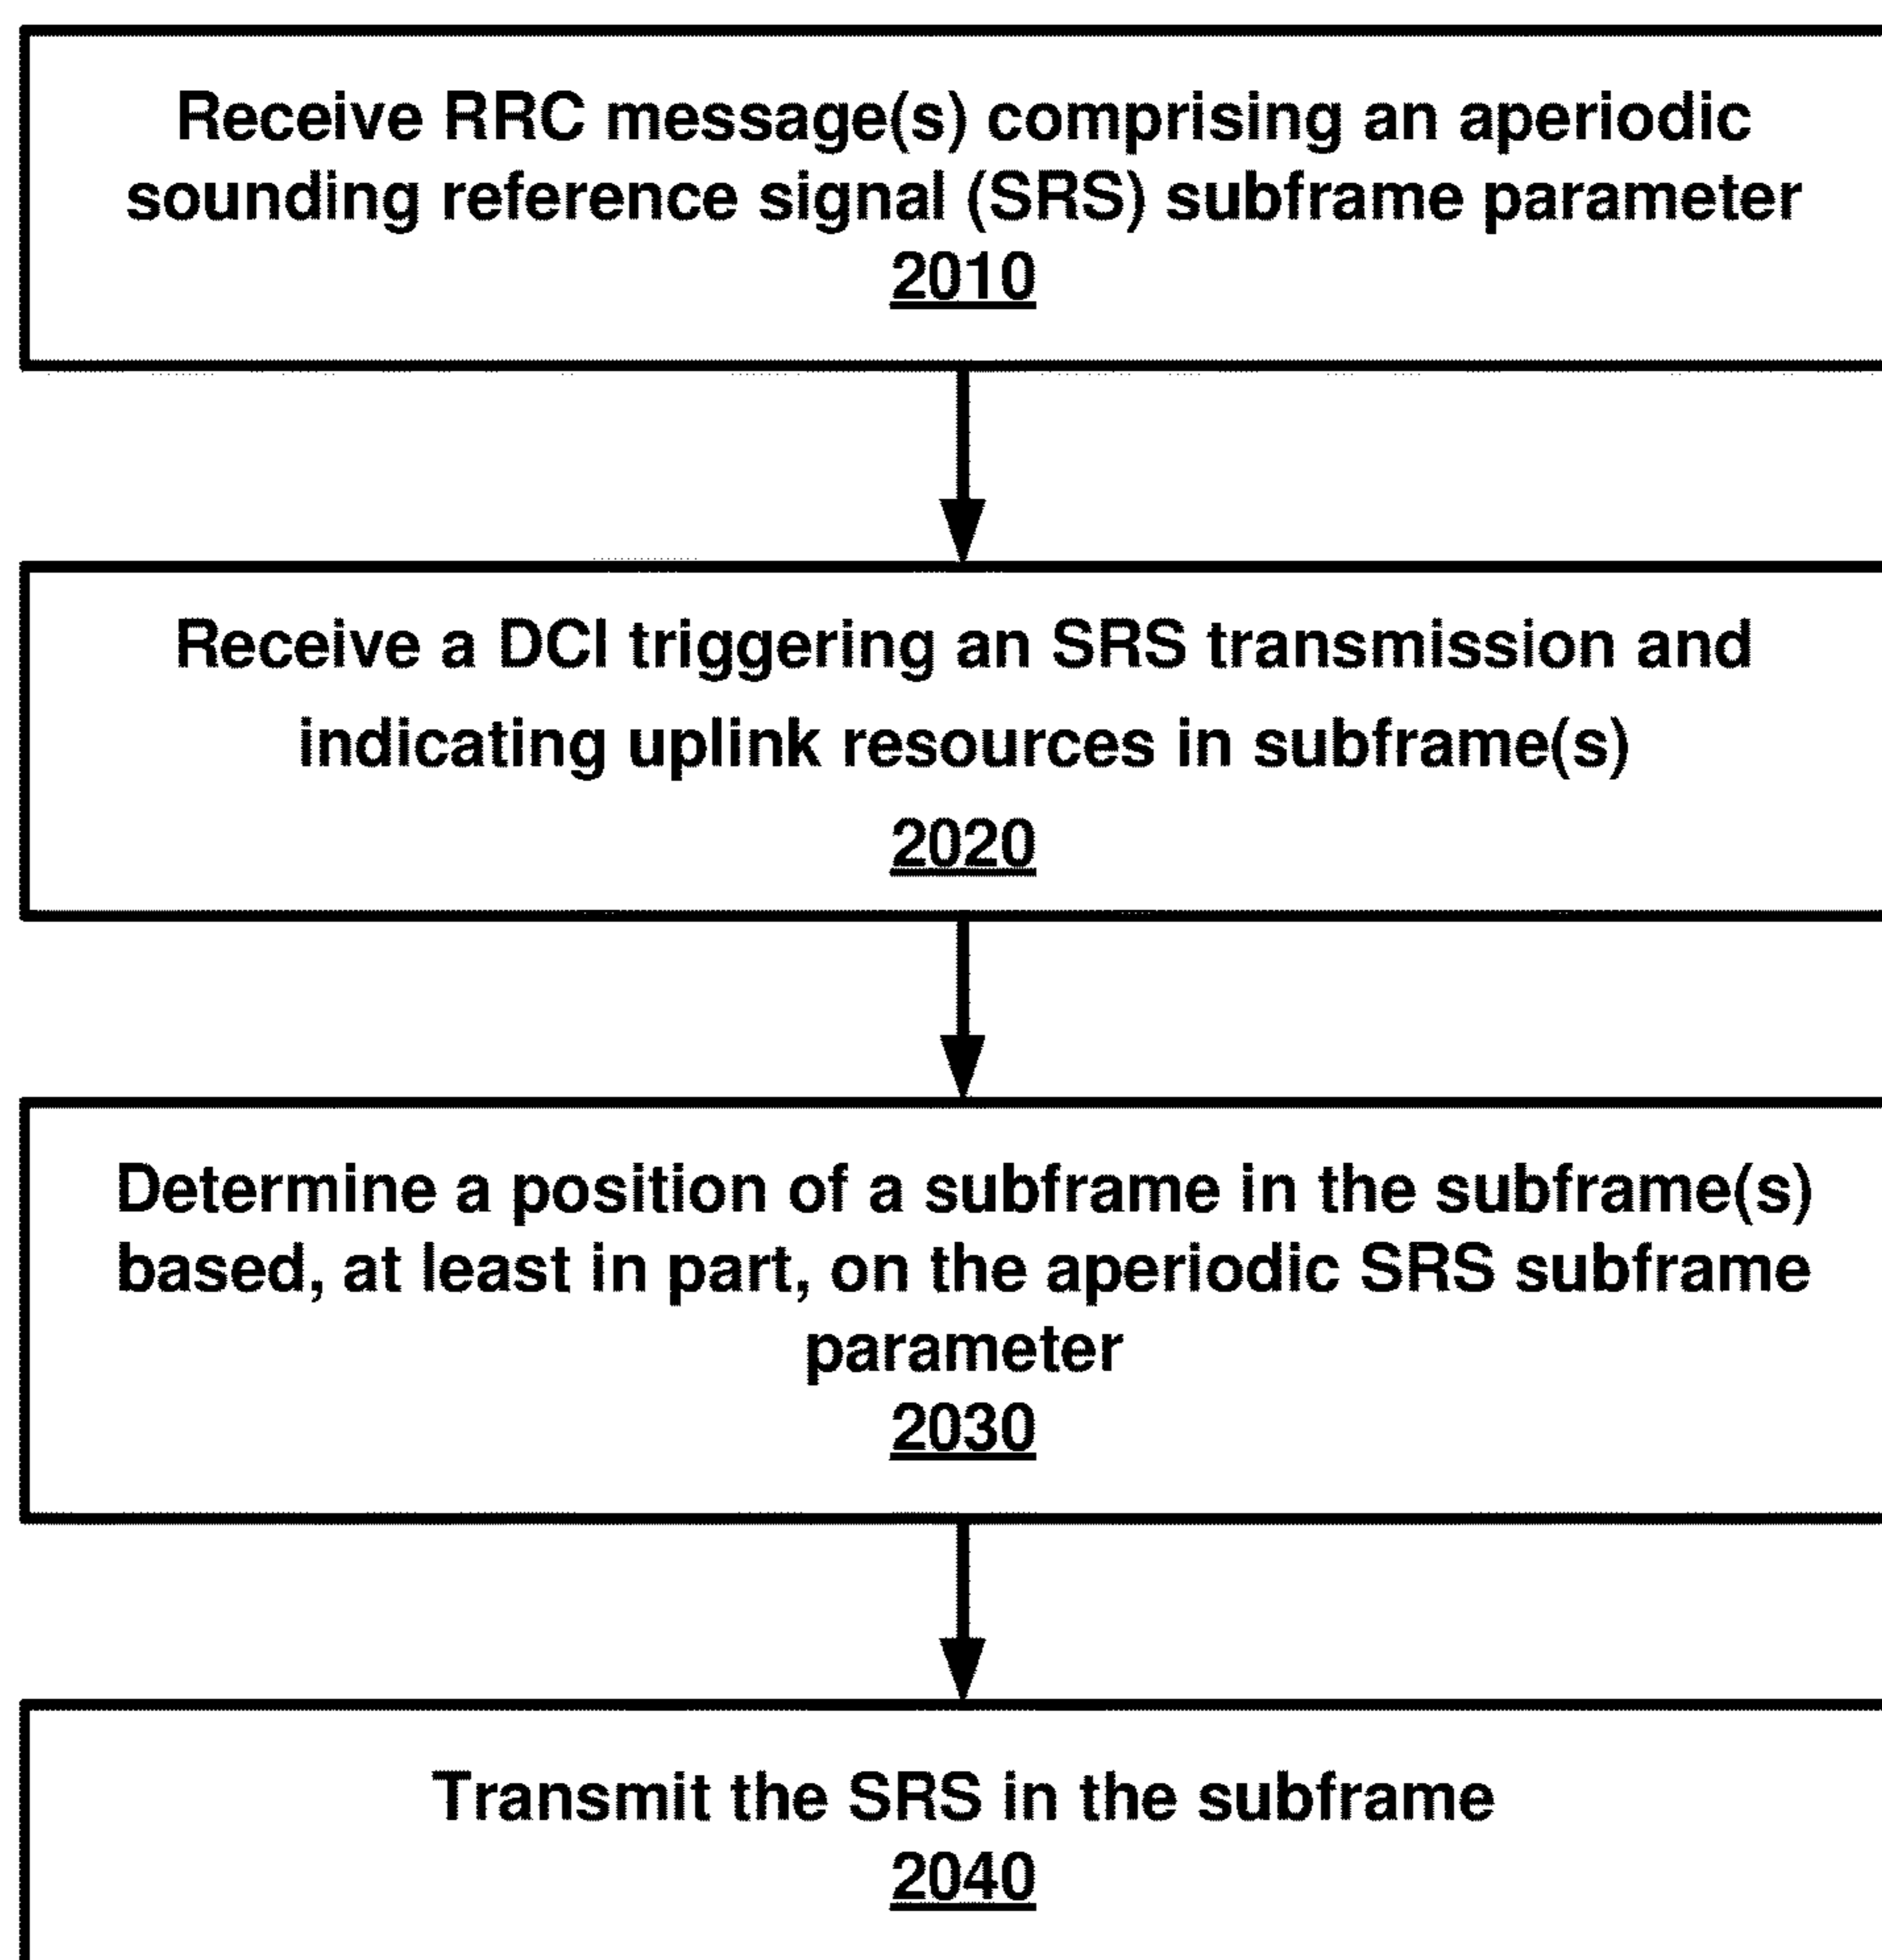 Receive RRC message(s) comprising an aperiodic
sounding reference signal (SRS) subframe parameter
2010
Receive a DCI triggering an SRS transmission and
indicating uplink resources in subframe(s)
2020
Determine a position of a subframe in the subframe(s)
based, at least in part, on the aperiodic SRS subframe
parameter
2030
Transmit the SRS in the subframe
2040